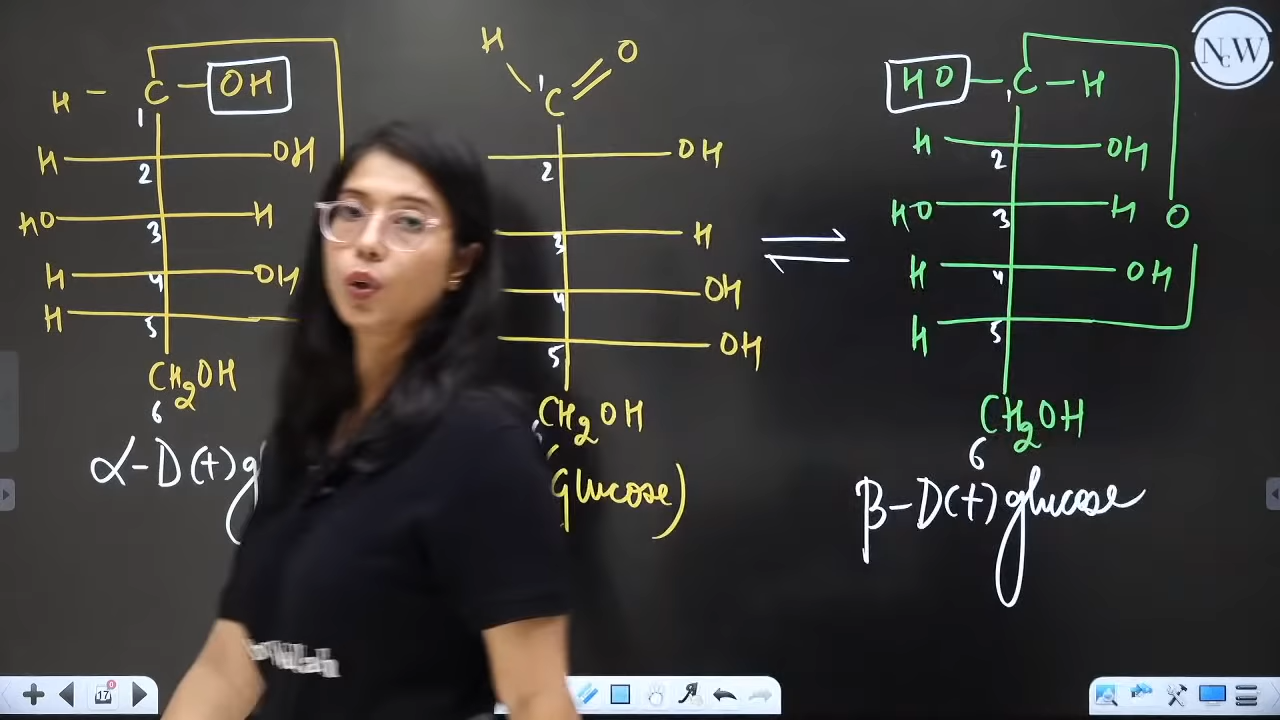 H – C – OH
1
H OH
2
HO H
3
H OH
4
H
5
CH2OH
6
α-D(+)g
H O
1
C
OH
2
H
3
OH
4
OH
5
CH2OH
glucose)
HO – C – H
1
H OH
2
HO H O
3
H OH
4
H
5
CH2OH
6
β-D(+) glucose
NCW
17